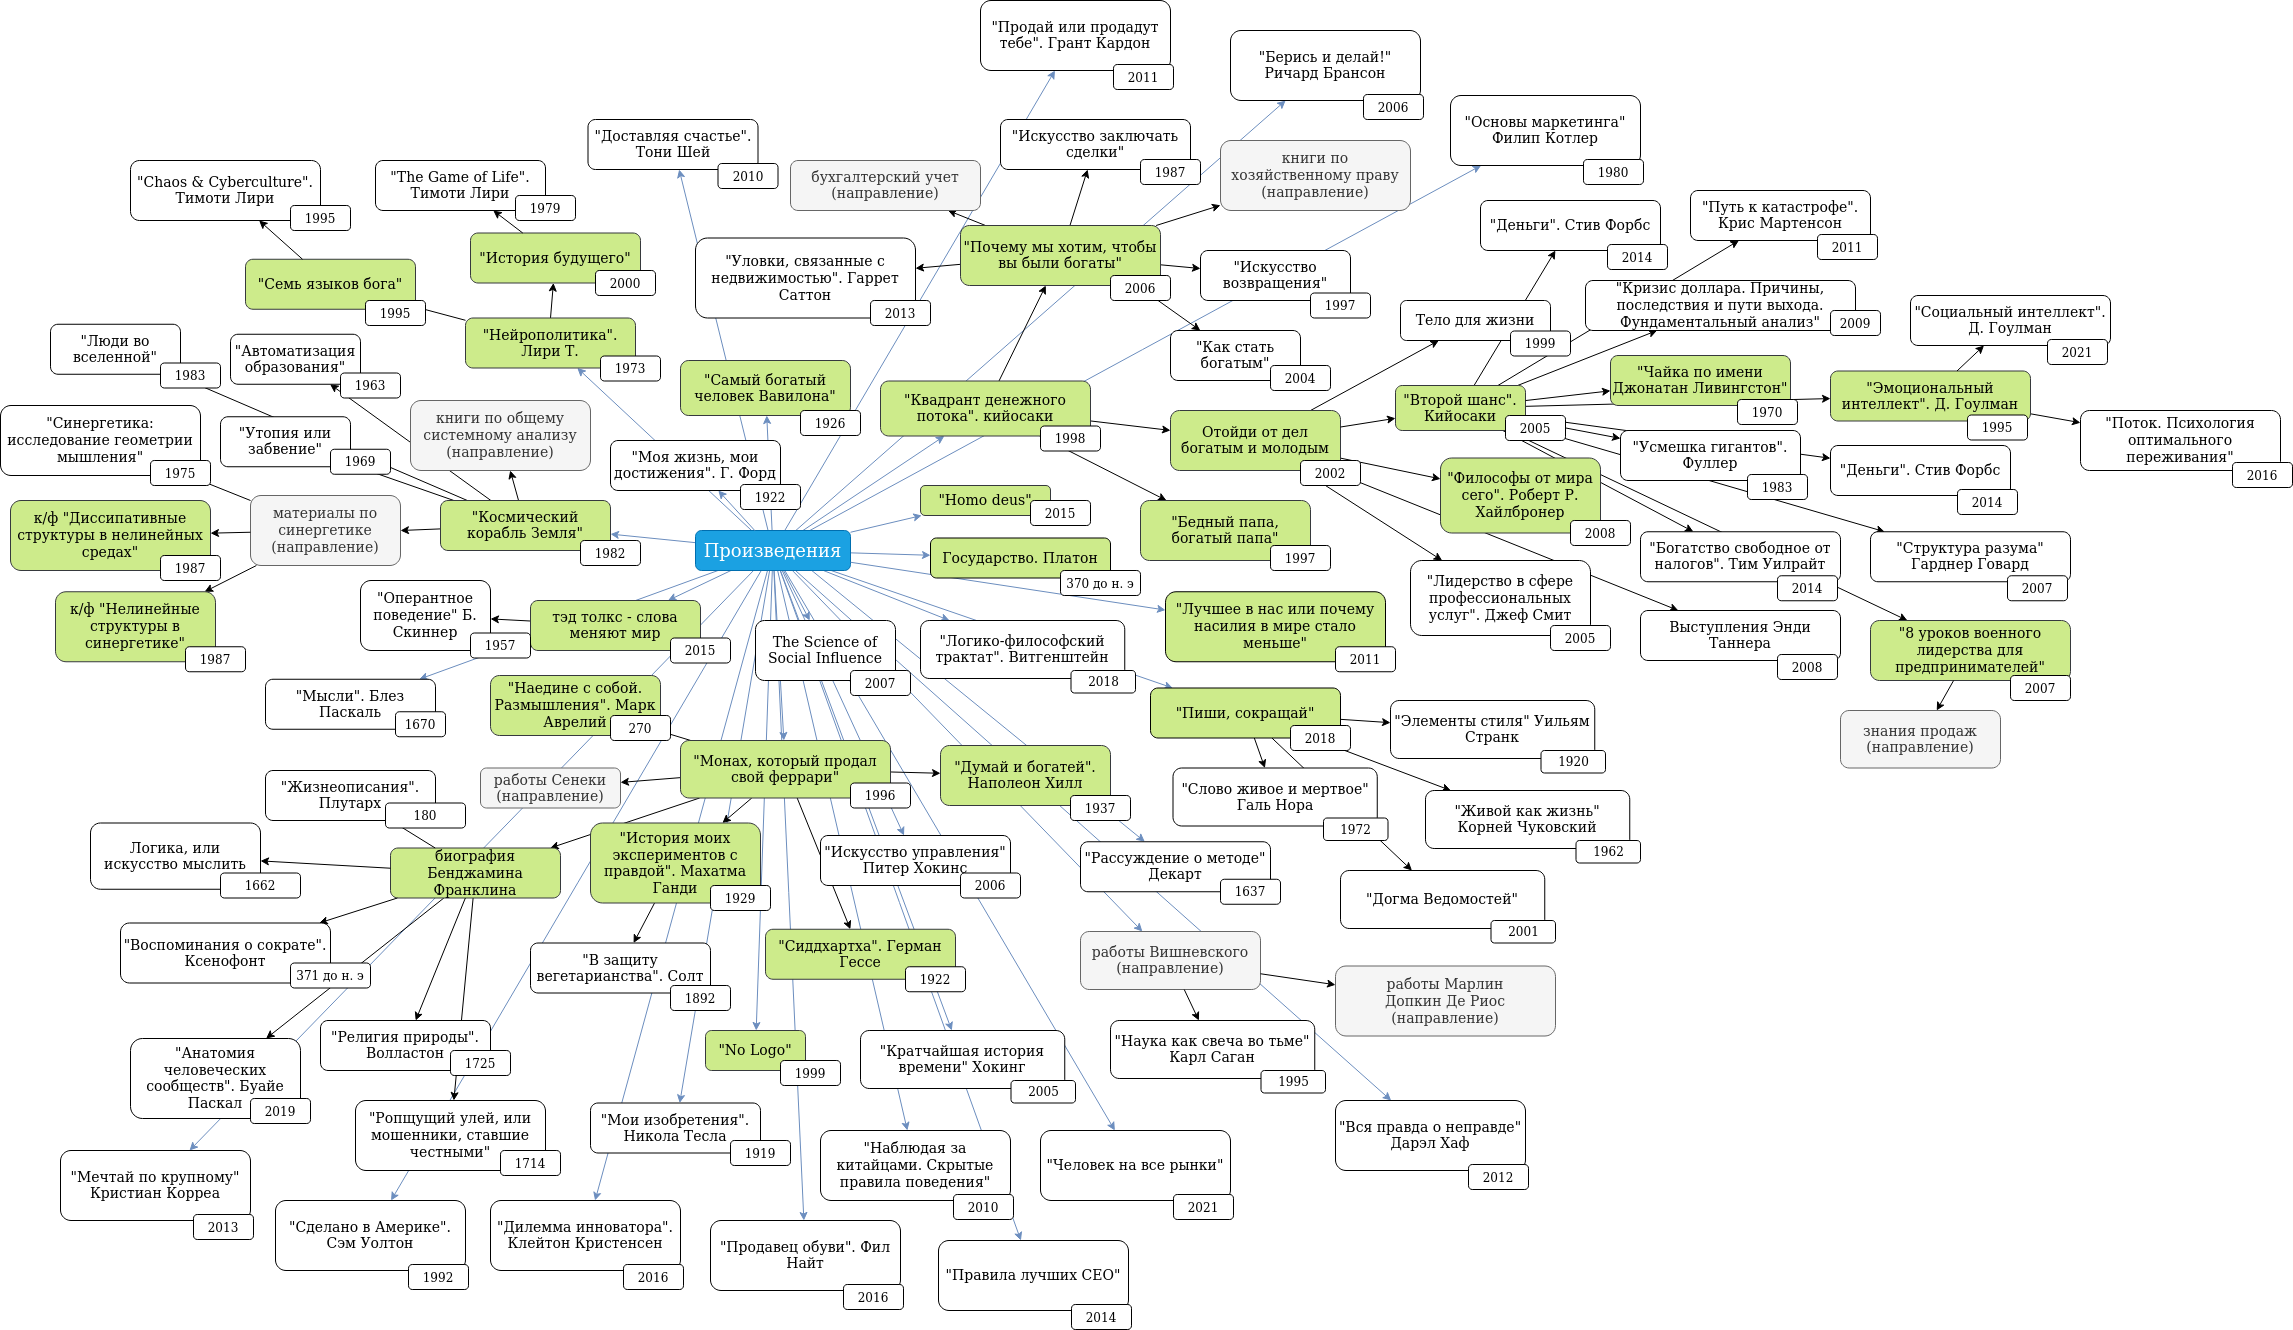 "Продай или продадут
тебе". Грант Кардон
2011
"Берись и делай!"
Ричард Брансон
2006
"Основы маркетинга"
Филип Котлер
1980
"Доставляя счастье".
Тони Шей
2010
"Искусство заключать
сделки"
1987
бухгалтерский учет
(направление)
книги по
хозяйственному праву
(направление)
"Chaos & Cyberculture".
Тимоти Лири
1995
"The Game of Life".
Тимоти Лири
1979
"Деньги". Стив Форбс
2014
"Путь к катастрофе".
Крис Мартенсон
2011
"История будущего"
2000
"Семь языков бога"
1995
"Уловки, связанные с
недвижимостью". Гаррет
Саттон
2013
"Почему мы хотим, чтобы
вы были богаты"
2006
"Искусство
возвращения"
1997
"Как стать
богатым"
2004
Тело для жизни
1999
"Кризис доллара. Причины,
последствия и пути выхода.
Фундаментальный анализ"
2009
"Социальный интеллект".
Д. Гоулман
2021
"Люди во
вселенной"
1983
"Автоматизация
образования"
1963
"Нейрополитика".
Лири Т.
1973
"Самый богатый
человек Вавилона"
1926
"Квадрант денежного
потока". кийосаки
1998
"Второй шанс".
Кийосаки
2005
"Чайка по имени
Джонатан Ливингстон"
1970
"Эмоциональный
интеллект". Д. Гоулман
1995
"Поток. Психология
оптимального
переживания"
2016
"Синергетика:
исследование геометрии
мышления"
1975
"Утопия или
забвение"
1969
книги по общему
системному анализу
(направление)
"Моя жизнь, мои
достижения". Г. Форд
1922
Отойди от дел
богатым и молодым
2002
"Усмешка гигантов".
Фуллер
1983
"Деньги". Стив Форбс
2014
"Философы от мира
сего". Роберт Р.
Хайлбронер
2008
к/ф "Диссипативные
структуры в нелинейных
средах"
1987
материалы по
синергетике
(направление)
"Космический
корабль Земля"
1982
Произведения
"Homo deus"
2015
Государство. Платон
370 до н. э
"Бедный папа,
богатый папа"
1997
"Богатство свободное от
налогов". Тим Уилрайт
2014
"Структура разума"
Гарднер Говард
2007
к/ф "Нелинейные
структуры в
синергетике"
1987
"Оперантное
поведение" Б.
Скиннер
1957
тэд толкс - слова
меняют мир
2015
The Science of
Social Influence
2007
"Логико-философский
трактат". Витгенштейн
2018
"Лучшее в нас или почему
насилия в мире стало
меньше"
2011
"Лидерство в сфере
профессиональных
услуг". Джеф Смит
2005
Выступления Энди
Таннера
2008
"8 уроков военного
лидерства для
предпринимателей"
2007
"Мысли". Блез
Паскаль
1670
"Наедине с собой.
Размышления". Марк
Аврелий
270
"Пиши, сокращай"
2018
"Элементы стиля" Уильям
Странк
1920
знания продаж
(направление)
работы Сенеки
(направление)
"Монах, который продал
свой феррари"
1996
"Думай и богатей".
Наполеон Хилл
1937
"Слово живое и мертвое"
Галь Нора
1972
"Живой как жизнь"
Корней Чуковский
1962
"Жизнеописания".
Плутарх
180
Логика, или
искусство мыслить
1662
биография
Бенджамина
Франклина
"История моих
экспериментов с
правдой". Махатма
Ганди
1929
"Искусство управления"
Питер Хокинс
2006
"Рассуждение о методе"
Декарт
1637
"Догма Ведомостей"
2001
"Воспоминания о сократе".
Ксенофонт
371 до н. э
"В защиту
вегетарианства". Солт
1892
"Сиддхартха". Герман
Гессе
1922
работы Вишневского
(направление)
работы Марлин
Допкин Де Риос
(направление)
"Анатомия
человеческих
сообществ". Буайе
Паскал
2019
"Религия природы".
Волластон
1725
"No Logo"
1999
"Кратчайшая история
времени" Хокинг
2005
"Наука как свеча во тьме"
Карл Саган
1995
"Ропщущий улей, или
мошенники, ставшие
честными"
1714
"Мои изобретения".
Никола Тесла
1919
"Наблюдая за
китайцами. Скрытые
правила поведения"
2010
"Человек на все рынки"
2021
"Вся правда о неправде"
Дарэл Хаф
2012
"Мечтай по крупному"
Кристиан Корреа
2013
"Сделано в Америке".
Сэм Уолтон
1992
"Дилемма инноватора".
Клейтон Кристенсен
2016
"Продавец обуви". Фил
Найт
2016
"Правила лучших CEO"
2014